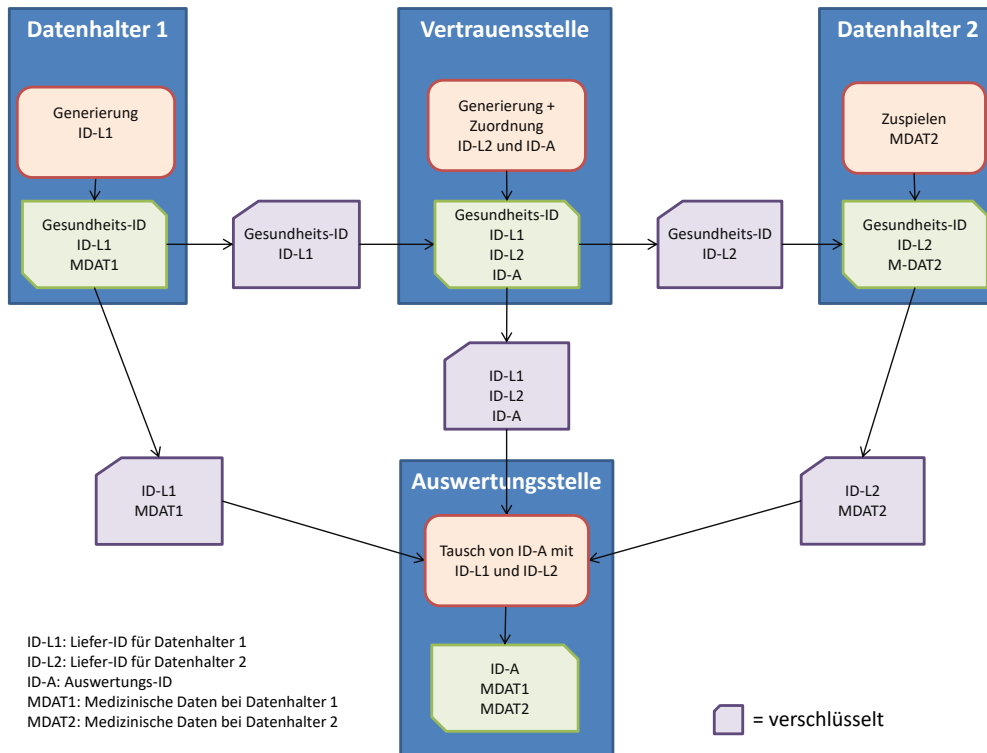 Datenhalter 1
Vertrauensstelle
Datenhalter 2
Generierung
ID-L1
Generierung +
Zuordnung
ID-L2 und ID-A
Zuspielen
MDAT2
Gesundheits-ID
ID-L1
MDAT1
Gesundheits-ID
ID-L1
Gesundheits-ID
ID-L1
ID-L2
ID-A
Gesundheits-ID
ID-L2
Gesundheits-ID
ID-L2
M-DAT2
ID-L1
ID-L2
ID-A
ID-L1
MDAT1
Auswertungsstelle
ID-L2
MDAT2
Tausch von ID-A mit
ID-L1 und ID-L2
ID-A
MDAT1
MDAT2
ID-L1: Liefer-ID für Datenhalter 1
ID-L2: Liefer-ID für Datenhalter 2
ID-A: Auswertungs-ID
MDAT1: Medizinische Daten bei Datenhalter 1
MDAT2: Medizinische Daten bei Datenhalter 2
= verschlüsselt